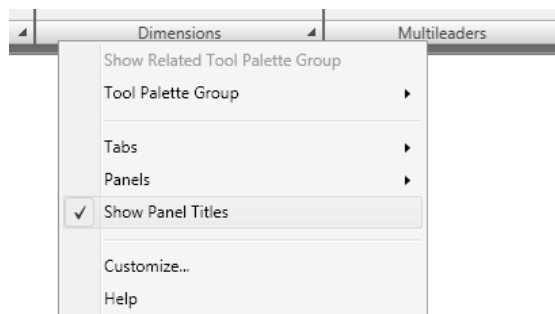 Dimensions Multileaders
Show Related Tool Palette Group
Tool Palette Group
Tabs
Panels
Show Panel Titles
Customize...
Help